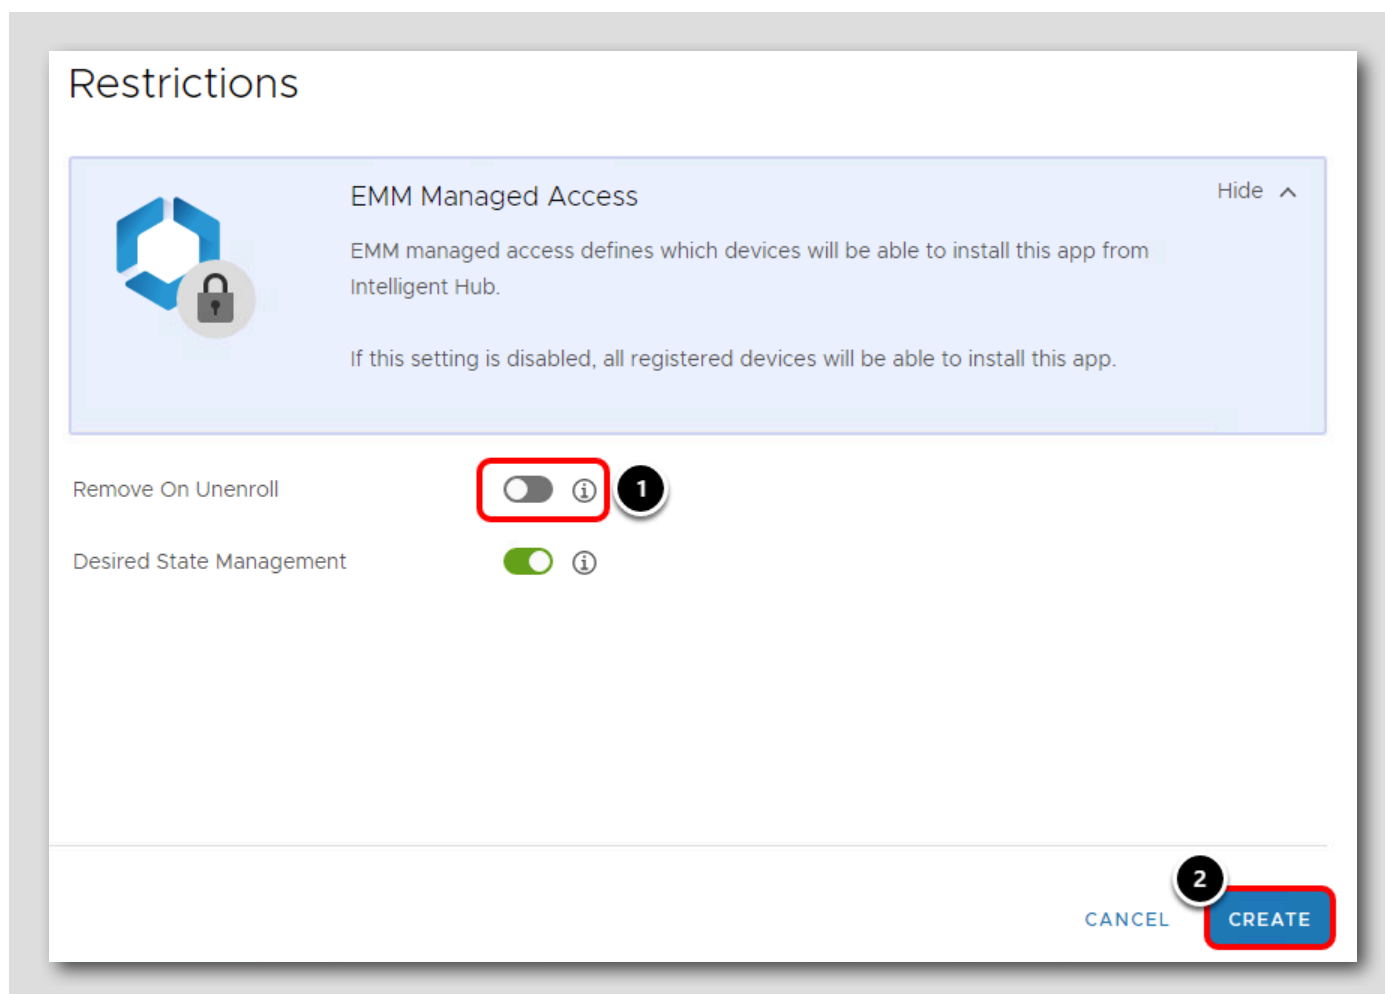 Restrictions
EMM Managed Access
Hide
EMM managed access defines which devices will be able to install this app from
Intelligent Hub.
If this setting is disabled, all registered devices will be able to install this app.
Remove On Unenroll
1
Desired State Management
2
CANCEL
CREATE